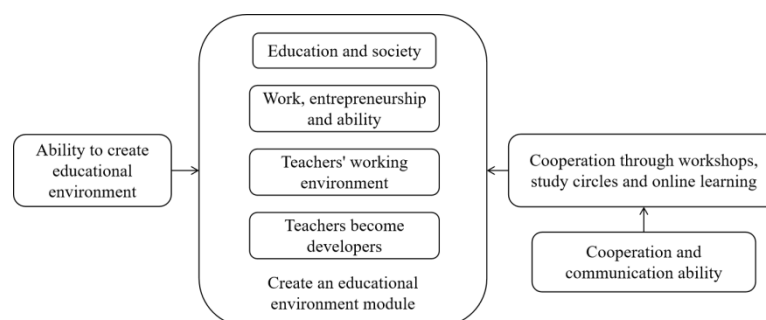 Education and society
Work, entrepreneurship
and ability
Ability to create
educational
environment
Teachers' working
environment
Cooperation through workshops,
study circles and online learning
Teachers become
developers
Cooperation and
communication ability
Create an educational
environment module